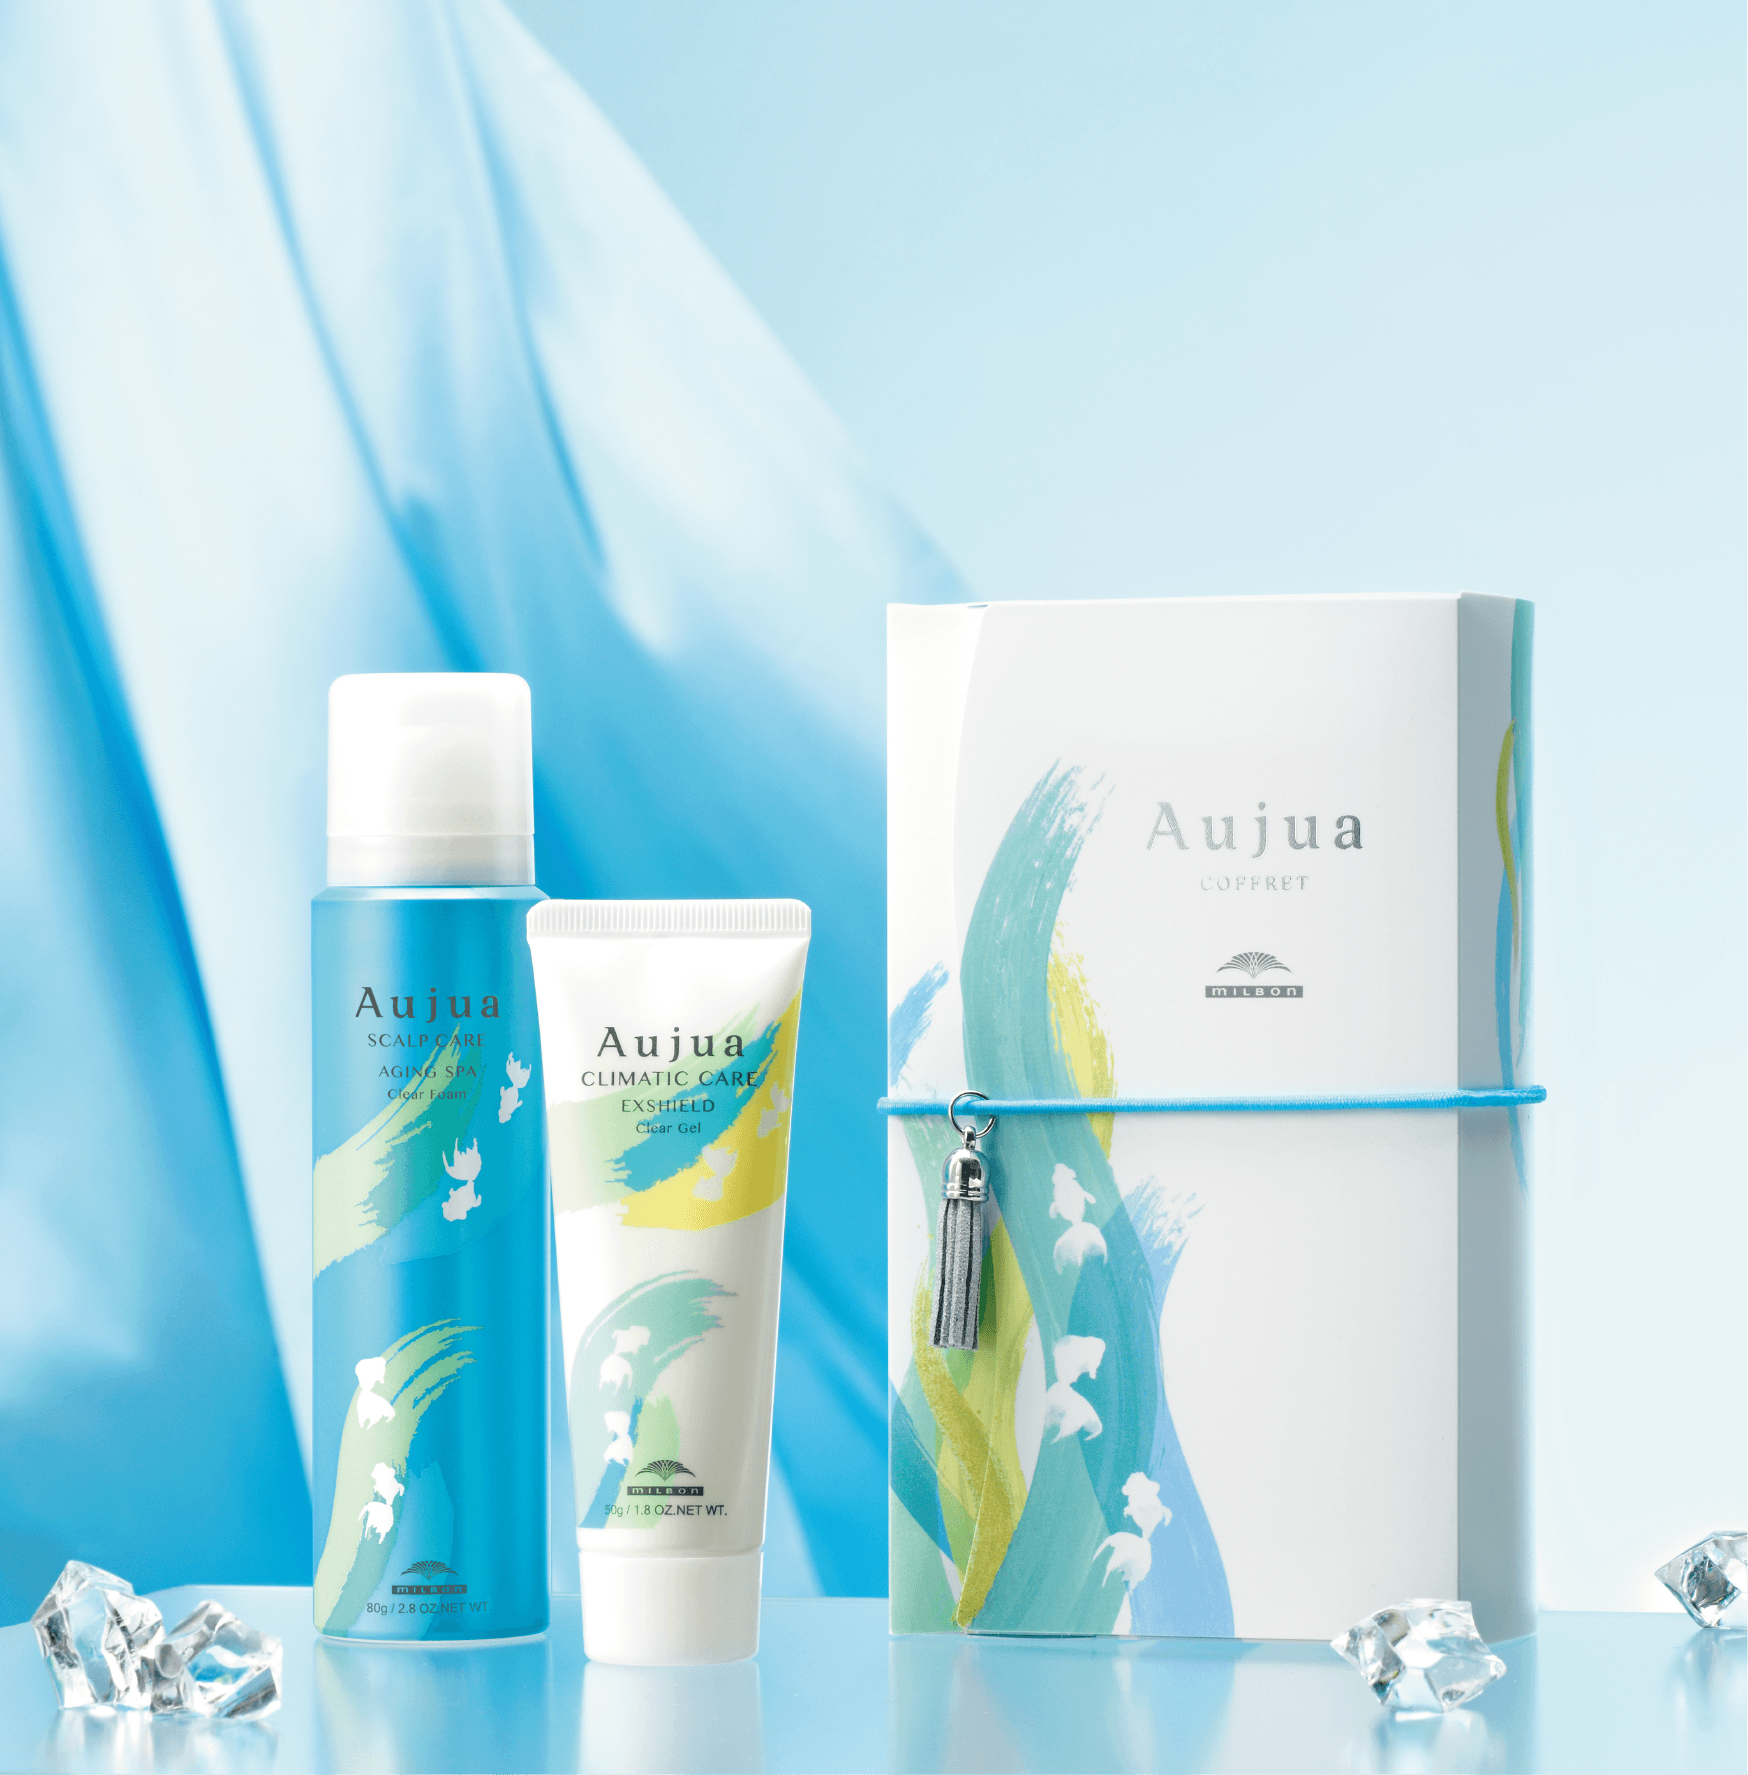 Aujua
SCALP CARE
AGING SPA
Clear Foam
MILBON
80g / 2.8 OZ.NET WT.
Aujua
CLIMATIC CARE
EXSHIELD
Clear Gel
MILBON
50g / 1.8 OZ.NET WT.
Aujua
COFFRET
MILBON